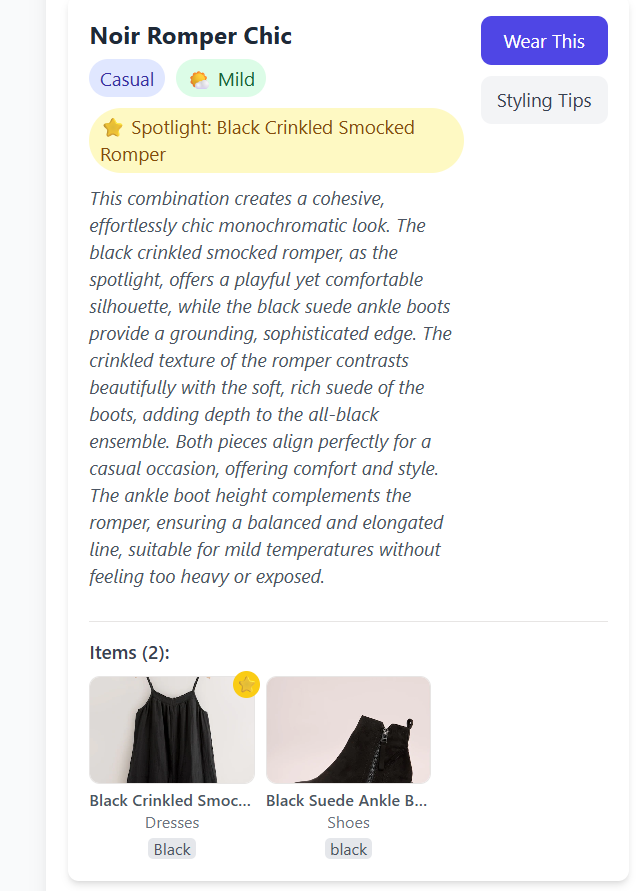 Noir Romper Chic
Wear This
Casual
Mild
Styling Tips
Spotlight: Black Crinkled Smocked
Romper
This combination creates a cohesive,
effortlessly chic monochromatic look. The
black crinkled smocked romper, as the
spotlight, offers a playful yet comfortable
silhouette, while the black suede ankle boots
provide a grounding, sophisticated edge. The
crinkled texture of the romper contrasts
beautifully with the soft, rich suede of the
boots, adding depth to the all-black
ensemble. Both pieces align perfectly for a
casual occasion, offering comfort and style.
The ankle boot height complements the
romper, ensuring a balanced and elongated
line, suitable for mild temperatures without
feeling too heavy or exposed.
Items (2):
Black Crinkled Smoc...
Dresses
Black
Black Suede Ankle B...
Shoes
black